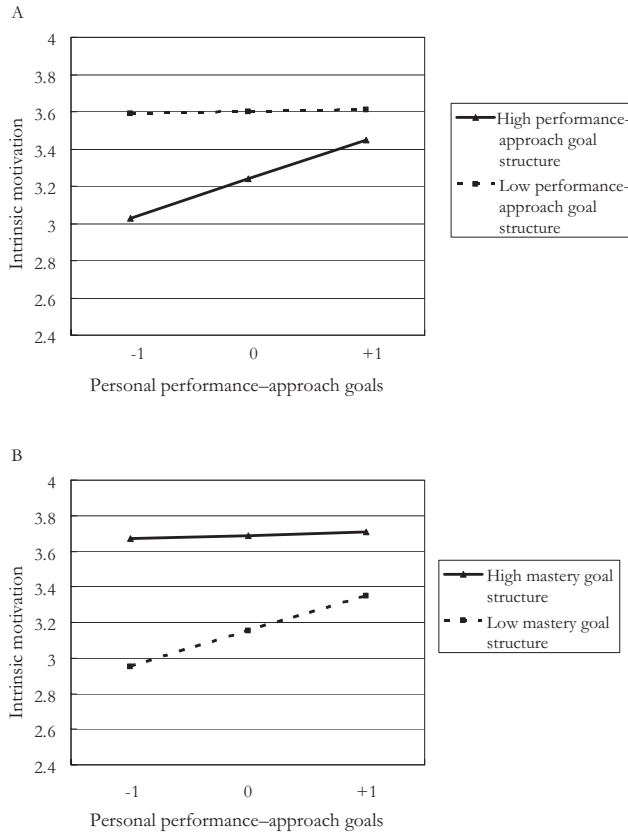 A
4
3.8
3.6
3.4
3.2
3
2.8
2.6
2.4
Intrinsic motivation
-1 0 +1
Personal performance–approach goals
High performance–
approach goal
structure
Low performance–
approach goal
structure
B
4
3.8
3.6
3.4
3.2
3
2.8
2.6
2.4
Intrinsic motivation
-1 0 +1
Personal performance–approach goals
High mastery goal
structure
Low mastery goal
structure